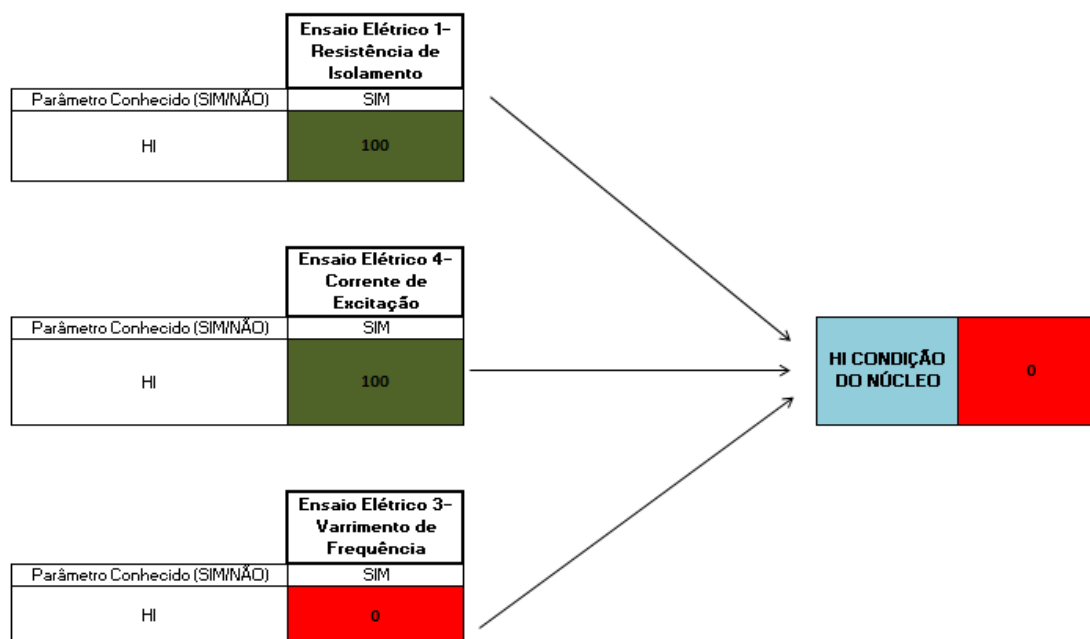 Ensaio Elétrico 1-
Resistência de
Isolamento
Parâmetro Conhecido (SIM/NÃO)
SIM
HI
100
Ensaio Elétrico 4-
Corrente de
Excitação
Parâmetro Conhecido (SIM/NÃO)
SIM
HI
100
HI CONDIÇÃO
DO NÚCLEO
0
Ensaio Elétrico 3-
Varrimento de
Frequência
Parâmetro Conhecido (SIM/NÃO)
SIM
HI
0